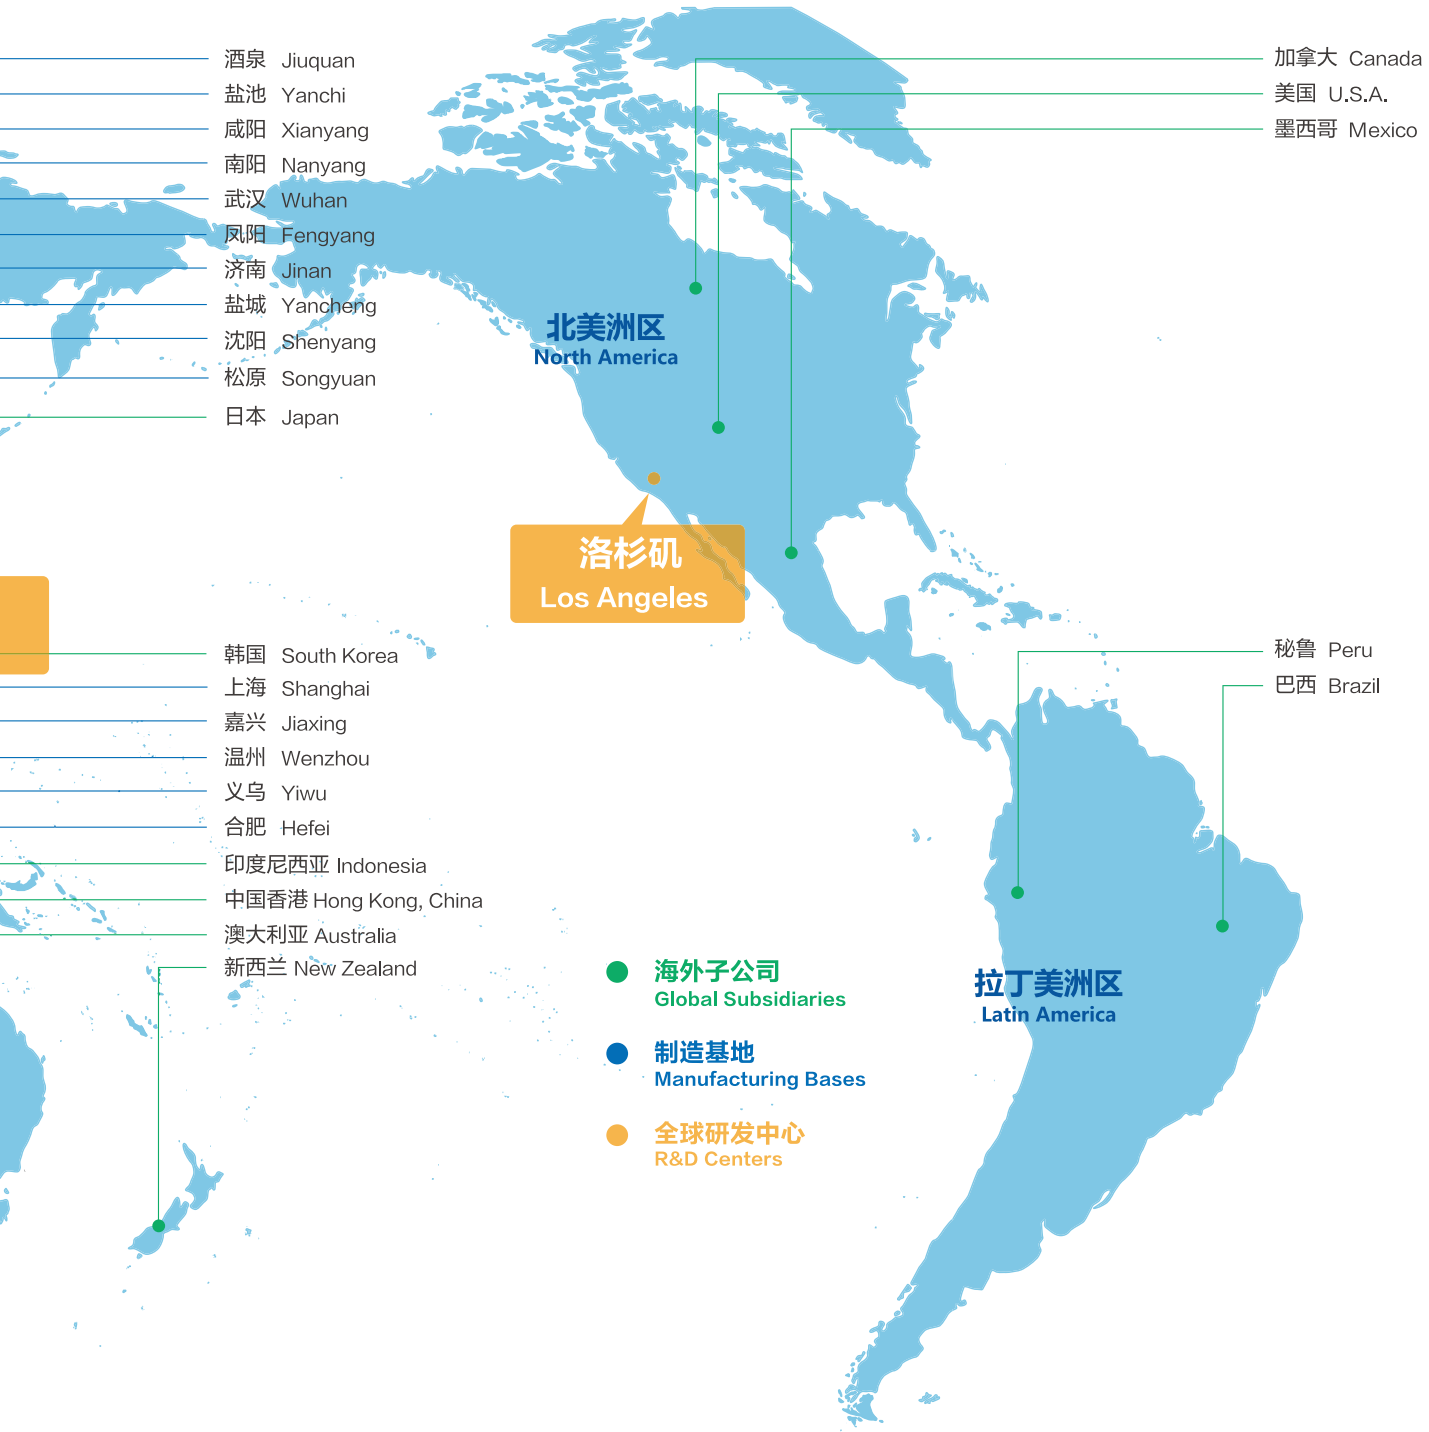 酒泉 Jiuquan
盐池 Yanchi
咸阳 Xianyang
南阳 Nanyang
武汉 Wuhan
凤阳 Fengyang
济南 Jinan
盐城 Yancheng
沈阳 Shenyang
松原 Songyuan
日本 Japan
加拿大 Canada
美国 U.S.A.
墨西哥 Mexico
北美洲区
North America
洛杉矶
Los Angeles
韩国 South Korea
上海 Shanghai
嘉兴 Jiaxing
温州 Wenzhou
义乌 Yiwu
合肥 Hefei
印度尼西亚 Indonesia
中国香港 Hong Kong, China
澳大利亚 Australia
新西兰 New Zealand
秘鲁 Peru
巴西 Brazil
拉丁美洲区
Latin America
海外子公司
Global Subsidiaries
制造基地
Manufacturing Bases
全球研发中心
R&D Centers